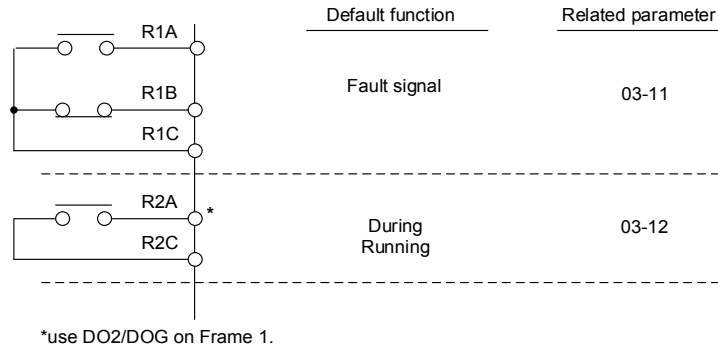 Default function Related parameter
R1A
R1B
Fault signal
03-11
R1C
R2A
*
During
Running
03-12
R2C
*use DO2/DOG on Frame 1.